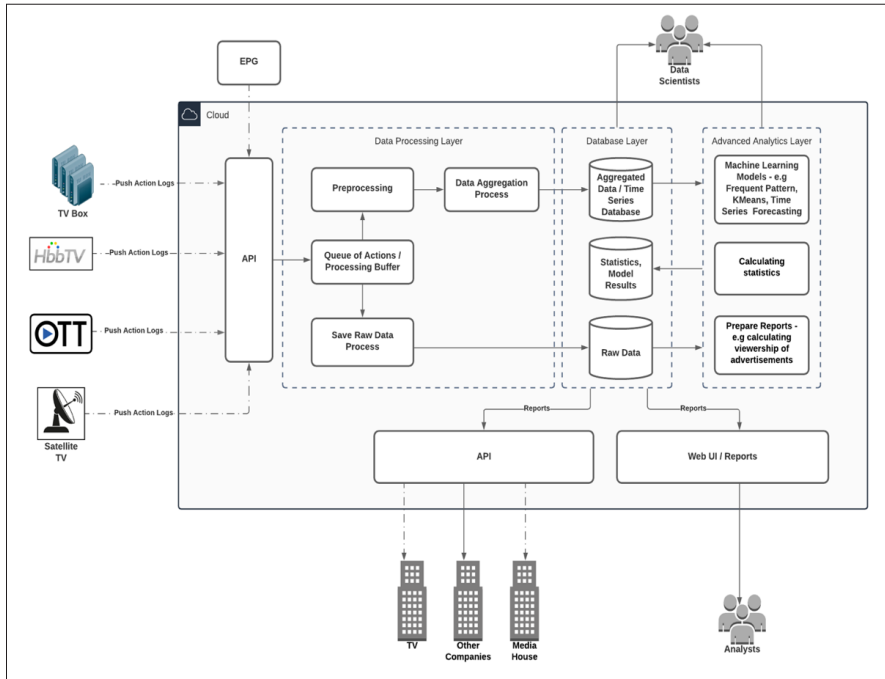 Data
Scientists
EPG
Cloud
Data Processing Layer
Database Layer
Advanced Analytics Layer
Push Action Logs
TV Box
Preprocessing
Data Aggregation
Process
Aggregated
Data / Time
Series
Database
Machine Learning
Models - e.g
Frequent Pattern,
KMeans, Time
Series Forecasting
HbbTV
Push Action Logs
API
Queue of Actions /
Processing Buffer
Statistics,
Model
Results
Calculating
statistics
OTT
Push Action Logs
Save Raw Data
Process
Raw Data
Prepare Reports -
e.g calculating
viewership of
advertisements
Push Action Logs
Satellite
TV
Reports
Reports
API
Web UI / Reports
TV
Other
Companies
Media
House
Analysts